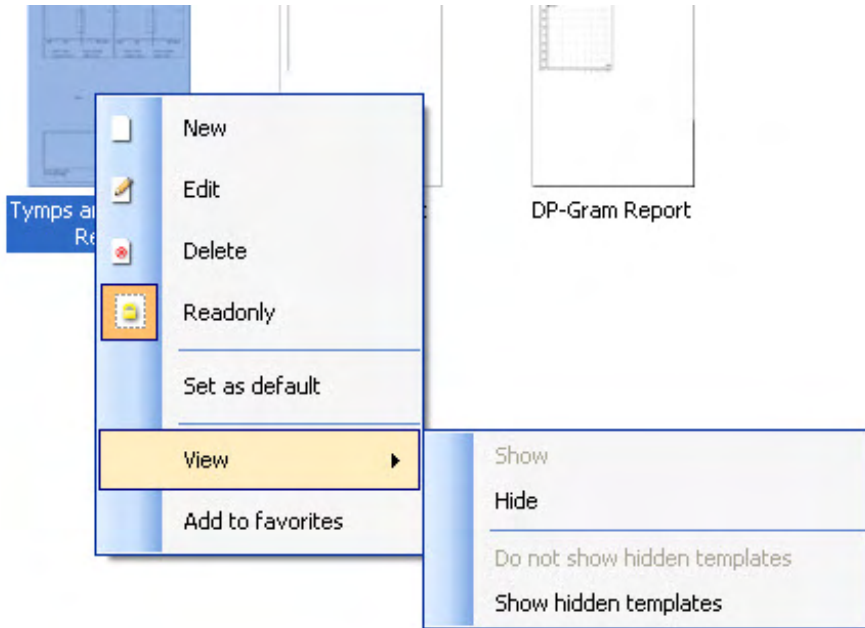 New
Edit
Tymps a
DP-Gram Report
Re
Delete
Readonly
Set as default
View
Show
Hide
Add to favorites
Do not show hidden templates
Show hidden templates